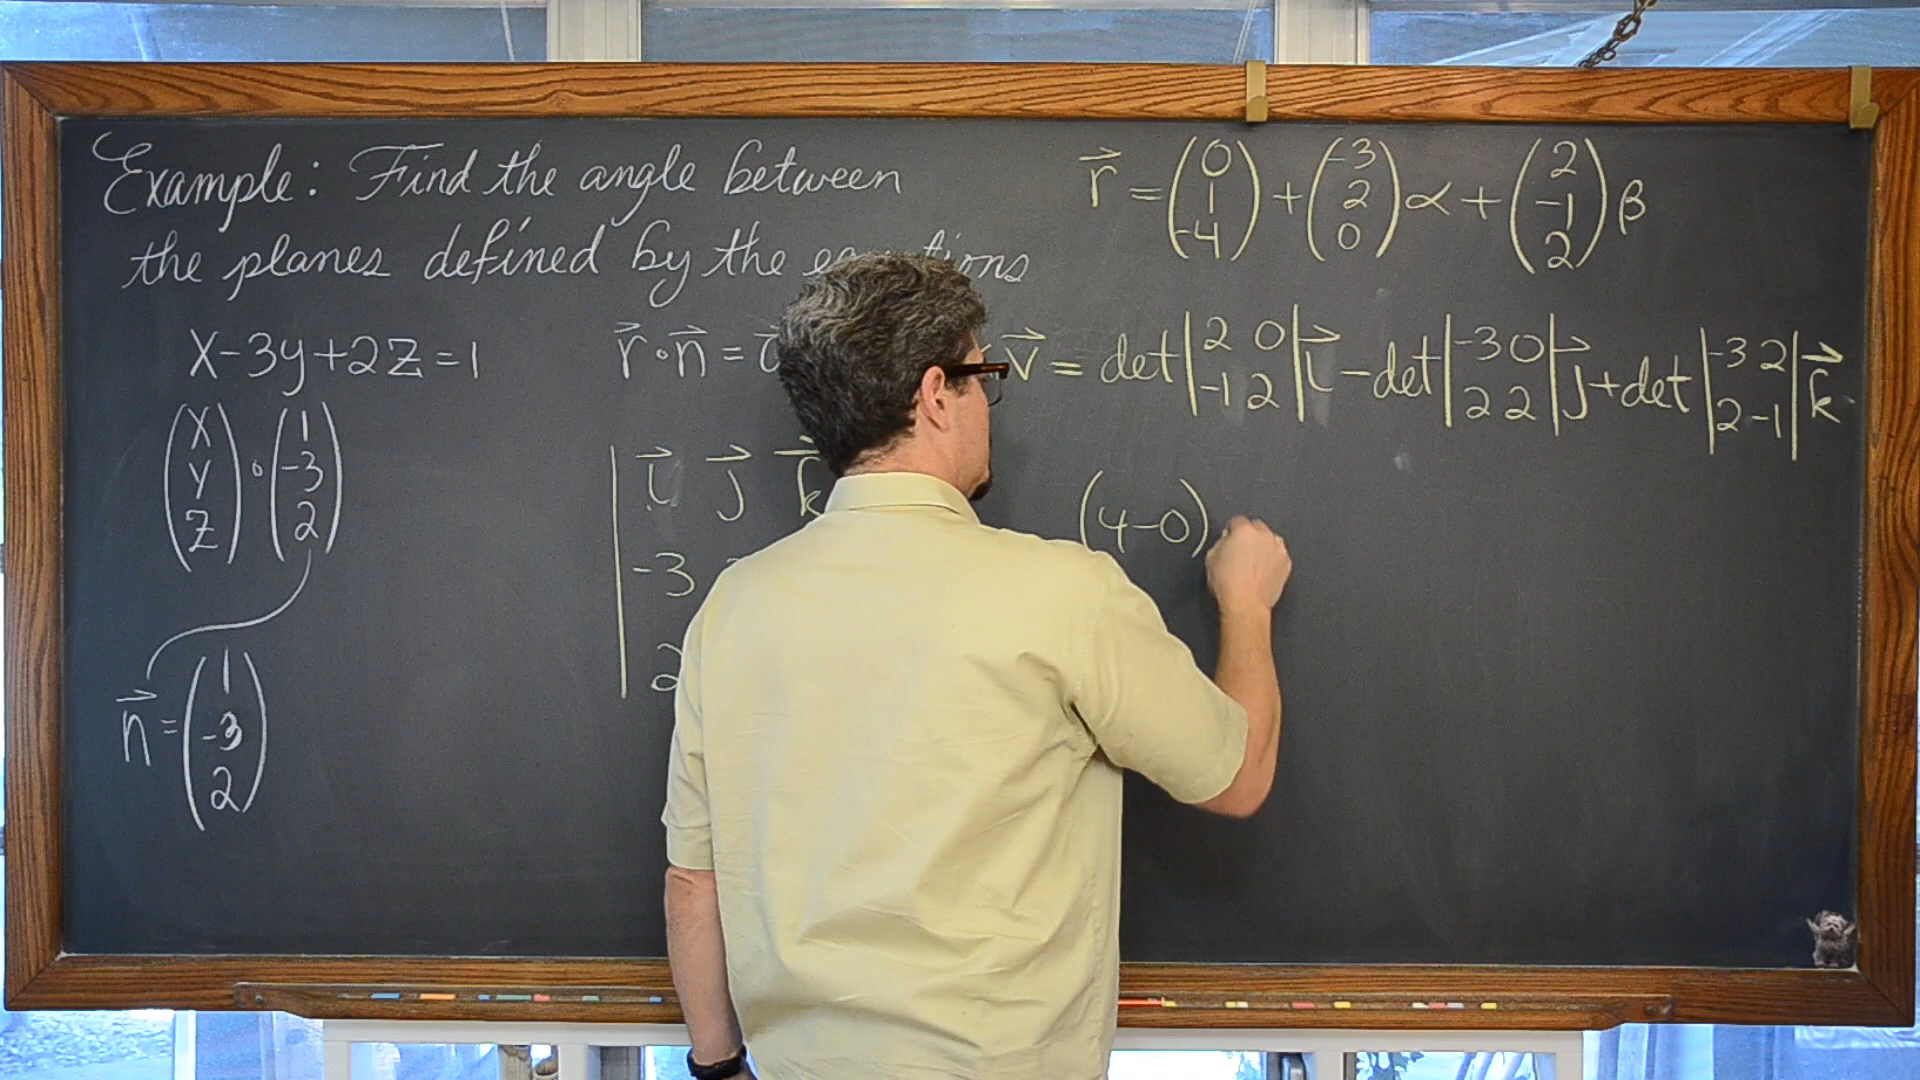 Example: Find the angle between
the planes defined by the
x-3y+2z=1
(x y z) ∘ (1 -3 2)
n⃗ = (1 -3 2)
r⃗ ∘ n⃗ =
i⃗ j⃗ k⃗
-3
2
r⃗ = (0 1 -4) + (-3 2 0) α + (2 -1 2) β
v⃗ = det |2 0 -1 2| i⃗ - det |-3 0 2 2| j⃗ + det |-3 2 2 -1| k⃗
(4-0)